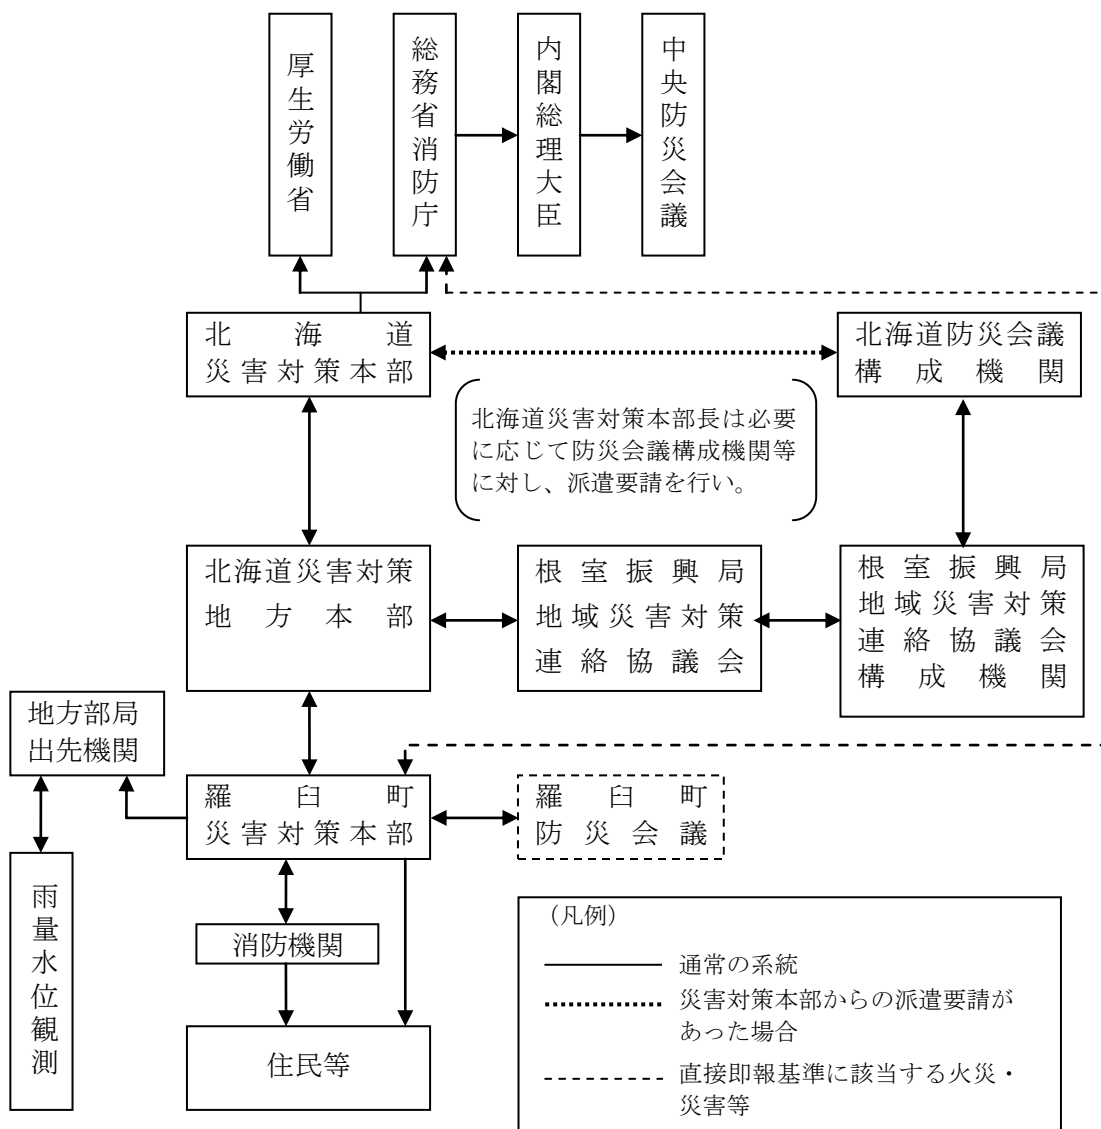 厚生労働省
総務省消防庁
内閣総理大臣
中央防災会議
北海道
災害対策本部
北海道防災会議
構成機関
北海道災害対策本部長は必要
に応じて防災会議構成機関等
に対し、派遣要請を行い。
北海道災害対策
地方本部
根室振興局
地域災害対策
連絡協議会
根室振興局
地域災害対策
連絡協議会
構成機関
地方部局
出先機関
羅臼町
災害対策本部
羅臼町
防災会議
雨量水位観測
消防機関
住民等
（凡例）
通常の系統
災害対策本部からの派遣要請が
あった場合
直接即報基準に該当する火災・
災害等